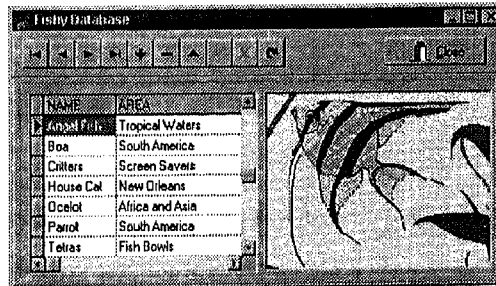 Fishy Database
Close
NAME AREA
Angel Fish Tropical Waters
Boa South America
Critters Screen Savers
House Cat New Orleans
Ocelot Africa and Asia
Parrot South America
Tetras Fish Bowls